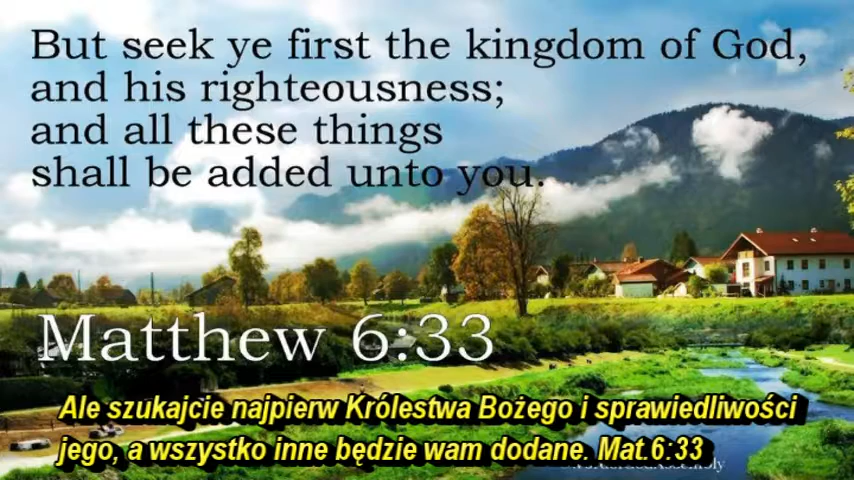 But seek ye first the kingdom of God,
and his righteousness;
and all these things
shall be added unto you.
Matthew 6:33
Ale szukajcie najpierw Królestwa Bożego i sprawiedliwości
jego, a wszystko inne będzie wam dodane. Mat.6:33